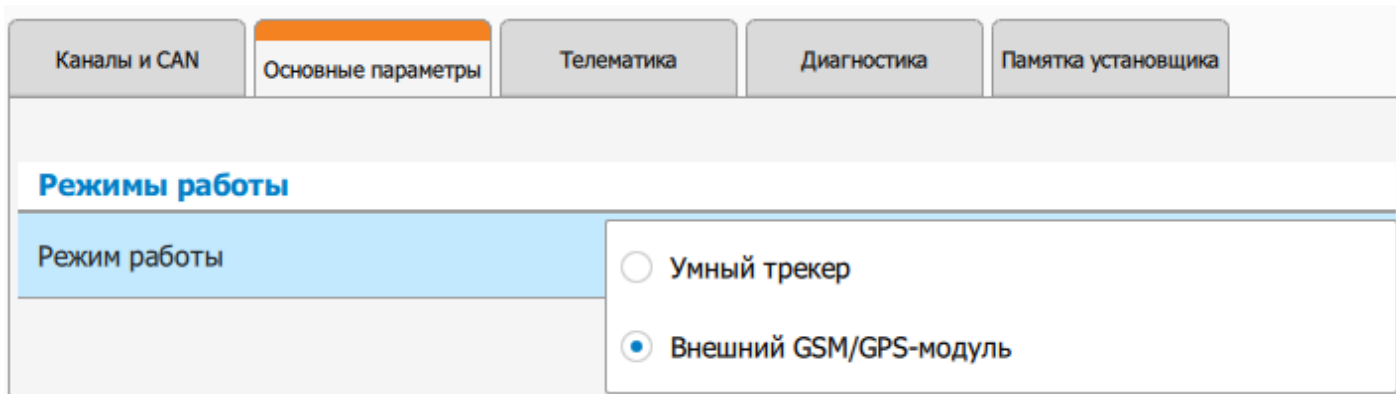 Каналы и CAN
Основные параметры
Телематика
Диагностика
Памятка установщика
Режимы работы
Режим работы
Умный трекер
Внешний GSM/GPS-модуль